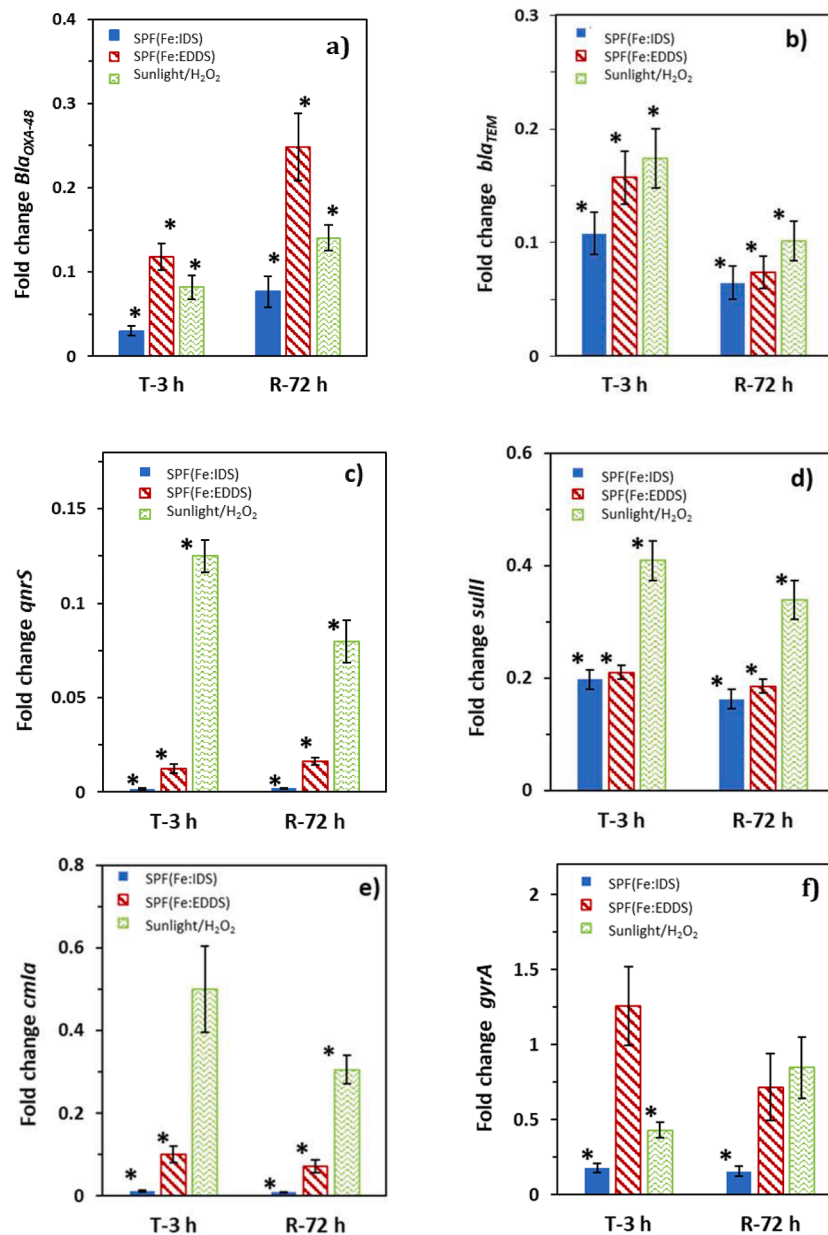 SPF(Fe:IDS)
SPF(Fe:EDDS)
Sunlight/H₂O₂
a)
Fold change Bla_OXA-48
0.4
0.3
0.2
0.1
0
* * * * * *
T-3 h R-72 h
SPF(Fe:IDS)
SPF(Fe:EDDS)
Sunlight/H₂O₂
b)
Fold change bla_TEM
0.3
0.2
0.1
0
* * * * * *
T-3 h R-72 h
SPF(Fe:IDS)
SPF(Fe:EDDS)
Sunlight/H₂O₂
c)
Fold change qnrS
0.15
0.1
0.05
0
* * * * * *
T-3 h R-72 h
SPF(Fe:IDS)
SPF(Fe:EDDS)
Sunlight/H₂O₂
d)
Fold change sulII
0.6
0.4
0.2
0
* * * * * *
T-3 h R-72 h
SPF(Fe:IDS)
SPF(Fe:EDDS)
Sunlight/H₂O₂
e)
Fold change cmla
0.8
0.6
0.4
0.2
0
* * * * *
T-3 h R-72 h
SPF(Fe:IDS)
SPF(Fe:EDDS)
Sunlight/H₂O₂
f)
Fold change gyrA
2
1.5
1
0.5
0
* * *
T-3 h R-72 h